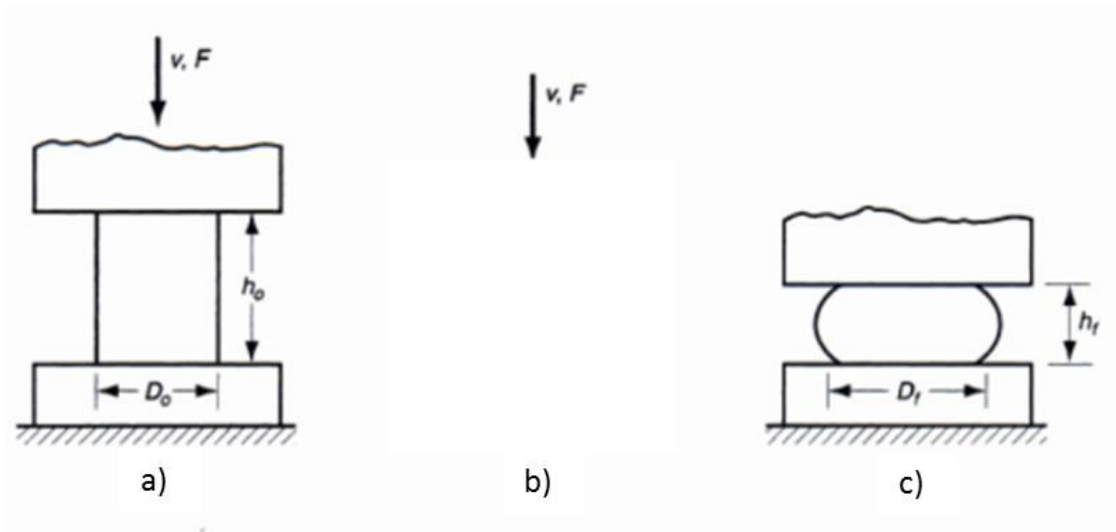 v, F
v, F
h₀
h_f
D₀
D_f
a)
b)
c)